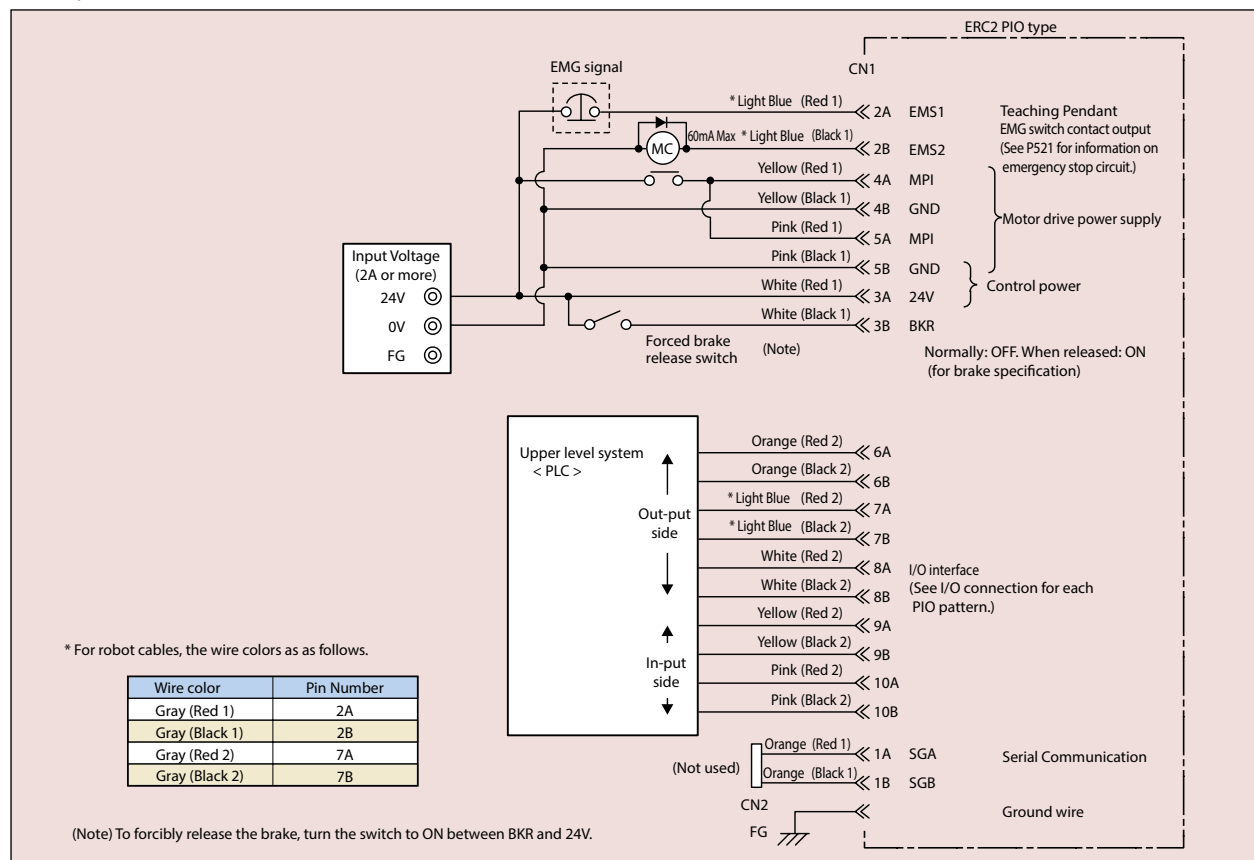 ERC2 PIO type
CN1
EMG signal
* Light Blue (Red 1) 2A EMS1
Teaching Pendant
EMG switch contact output
(See P521 for information on
emergency stop circuit.)
MC 60mA Max * Light Blue (Black 1) 2B EMS2
Yellow (Red 1) 4A MPI
Yellow (Black 1) 4B GND
Motor drive power supply
Pink (Red 1) 5A MPI
Pink (Black 1) 5B GND
Control power
White (Red 1) 3A 24V
White (Black 1) 3B BKR
Input Voltage
(2A or more)
24V
0V
FG
Forced brake
release switch
(Note)
Normally: OFF. When released: ON
(for brake specification)
Upper level system
< PLC >
Out-put
side
In-put
side
Orange (Red 2) 6A
Orange (Black 2) 6B
* Light Blue (Red 2) 7A
* Light Blue (Black 2) 7B
White (Red 2) 8A
White (Black 2) 8B
Yellow (Red 2) 9A
Yellow (Black 2) 9B
Pink (Red 2) 10A
Pink (Black 2) 10B
I/O interface
(See I/O connection for each
PIO pattern.)
* For robot cables, the wire colors as as follows.
Wire color Pin Number
Gray (Red 1) 2A
Gray (Black 1) 2B
Gray (Red 2) 7A
Gray (Black 2) 7B
(Not used)
Orange (Red 1) 1A SGA
Serial Communication
Orange (Black 1) 1B SGB
CN2
Ground wire
FG
(Note) To forcibly release the brake, turn the switch to ON between BKR and 24V.